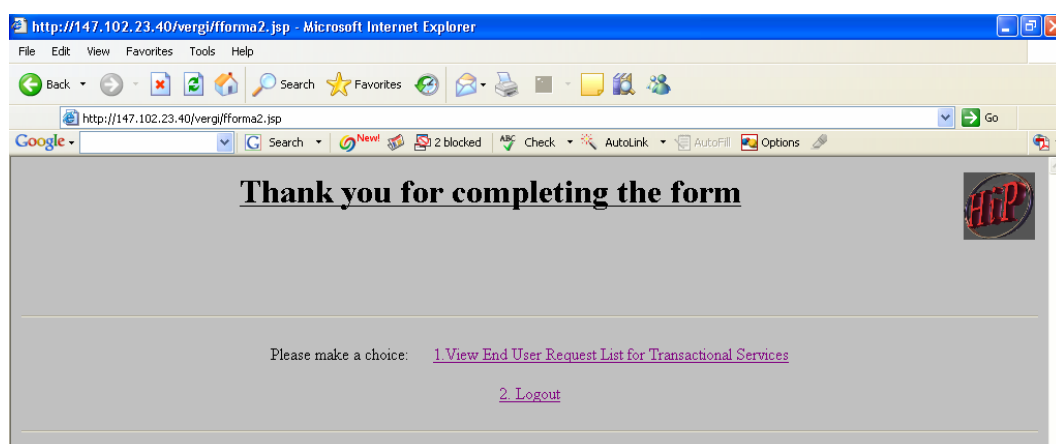 http://147.102.23.40/vergi/fforma2.jsp - Microsoft Internet Explorer
File Edit View Favorites Tools Help
Back Search Favorites
http://147.102.23.40/vergi/fforma2.jsp Go
Google G Search New! 2 blocked ABC Check AutoLink AutoFill Options
Thank you for completing the form
HiP
Please make a choice: 1.View End User Request List for Transactional Services
2. Logout